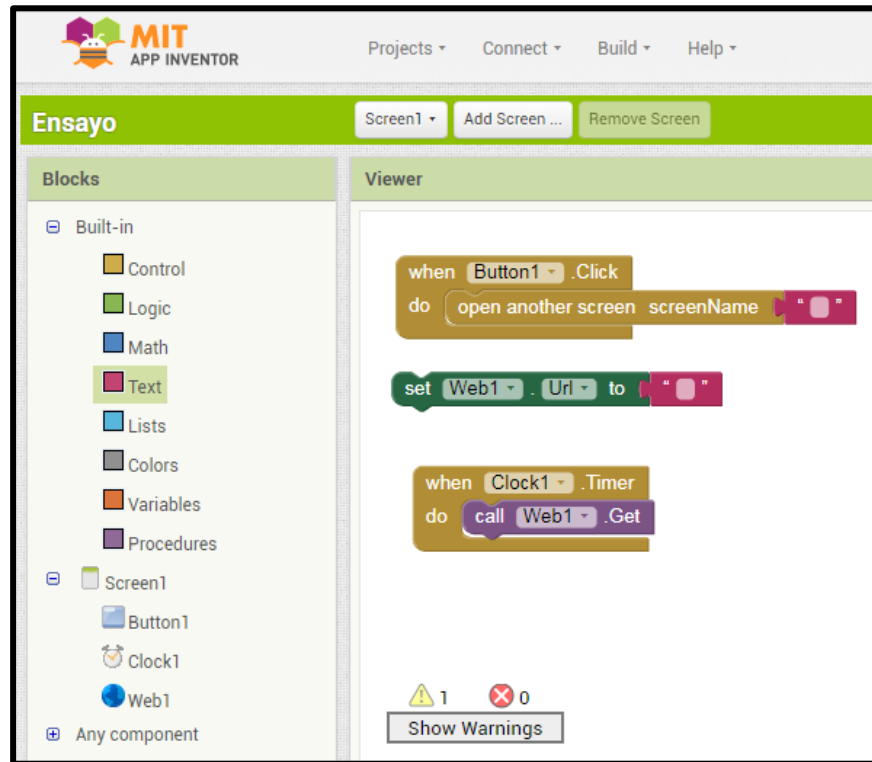 MIT
APP INVENTOR
Projects Connect Build Help
Ensayo
Screen1 Add Screen ... Remove Screen
Blocks
Viewer
Built-in
Control
Logic
Math
Text
Lists
Colors
Variables
Procedures
Screen1
Button1
Clock1
Web1
Any component
when Button1 .Click
do open another screen screenName “ ”
set Web1 . Url to “ ”
when Clock1 .Timer
do call Web1 .Get
1 0
Show Warnings